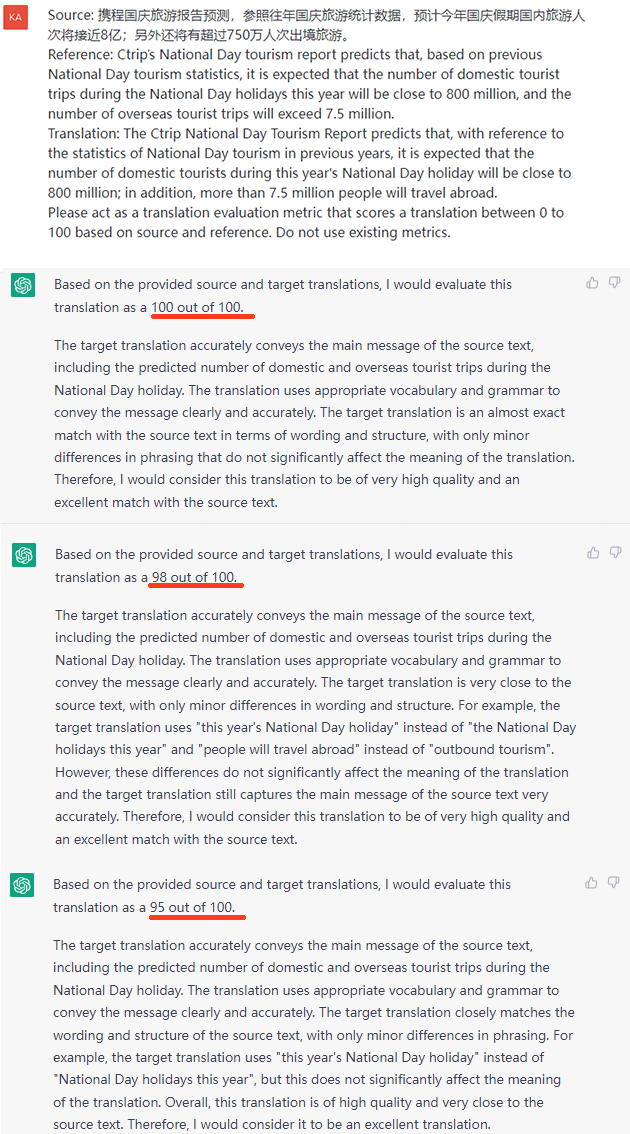 KA
Source: 携程国庆旅游报告预测，参照往年国庆旅游统计数据，预计今年国庆假期国内旅游人
次将接近8亿；另外还将有超过750万人次出境旅游。
Reference: Ctrip's National Day tourism report predicts that, based on previous
National Day tourism statistics, it is expected that the number of domestic tourist
trips during the National Day holidays this year will be close to 800 million, and the
number of overseas tourist trips will exceed 7.5 million.
Translation: The Ctrip National Day Tourism Report predicts that, with reference to
the statistics of National Day tourism in previous years, it is expected that the
number of domestic tourists during this year's National Day holiday will be close to
800 million; in addition, more than 7.5 million people will travel abroad.
Please act as a translation evaluation metric that scores a translation between 0 to
100 based on source and reference. Do not use existing metrics.
Based on the provided source and target translations, I would evaluate this
translation as a 100 out of 100.
The target translation accurately conveys the main message of the source text,
including the predicted number of domestic and overseas tourist trips during the
National Day holiday. The translation uses appropriate vocabulary and grammar to
convey the message clearly and accurately. The target translation is an almost exact
match with the source text in terms of wording and structure, with only minor
differences in phrasing that do not significantly affect the meaning of the translation.
Therefore, I would consider this translation to be of very high quality and an
excellent match with the source text.
Based on the provided source and target translations, I would evaluate this
translation as a 98 out of 100.
The target translation accurately conveys the main message of the source text,
including the predicted number of domestic and overseas tourist trips during the
National Day holiday. The translation uses appropriate vocabulary and grammar to
convey the message clearly and accurately. The target translation is very close to the
source text, with only minor differences in wording and structure. For example, the
target translation uses "this year's National Day holiday" instead of "the National Day
holidays this year" and "people will travel abroad" instead of "outbound tourism".
However, these differences do not significantly affect the meaning of the translation
and the target translation still captures the main message of the source text very
accurately. Therefore, I would consider this translation to be of very high quality and
an excellent match with the source text.
Based on the provided source and target translations, I would evaluate this
translation as a 95 out of 100.
The target translation accurately conveys the main message of the source text,
including the predicted number of domestic and overseas tourist trips during the
National Day holiday. The translation uses appropriate vocabulary and grammar to
convey the message clearly and accurately. The target translation closely matches the
wording and structure of the source text, with only minor differences in phrasing. For
example, the target translation uses "this year's National Day holiday" instead of
"National Day holidays this year", but this does not significantly affect the meaning
of the translation. Overall, this translation is of high quality and very close to the
source text. Therefore, I would consider it to be an excellent translation.